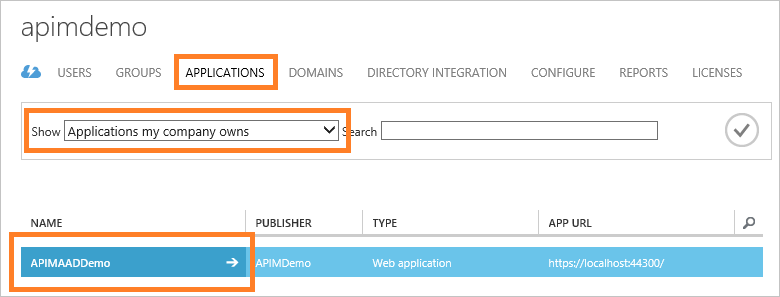 apimdemo
USERS GROUPS APPLICATIONS DOMAINS DIRECTORY INTEGRATION CONFIGURE REPORTS LICENSES
Show Applications my company owns Search
NAME PUBLISHER TYPE APP URL
APIMAADDemo APIMDemo Web application https://localhost:44300/